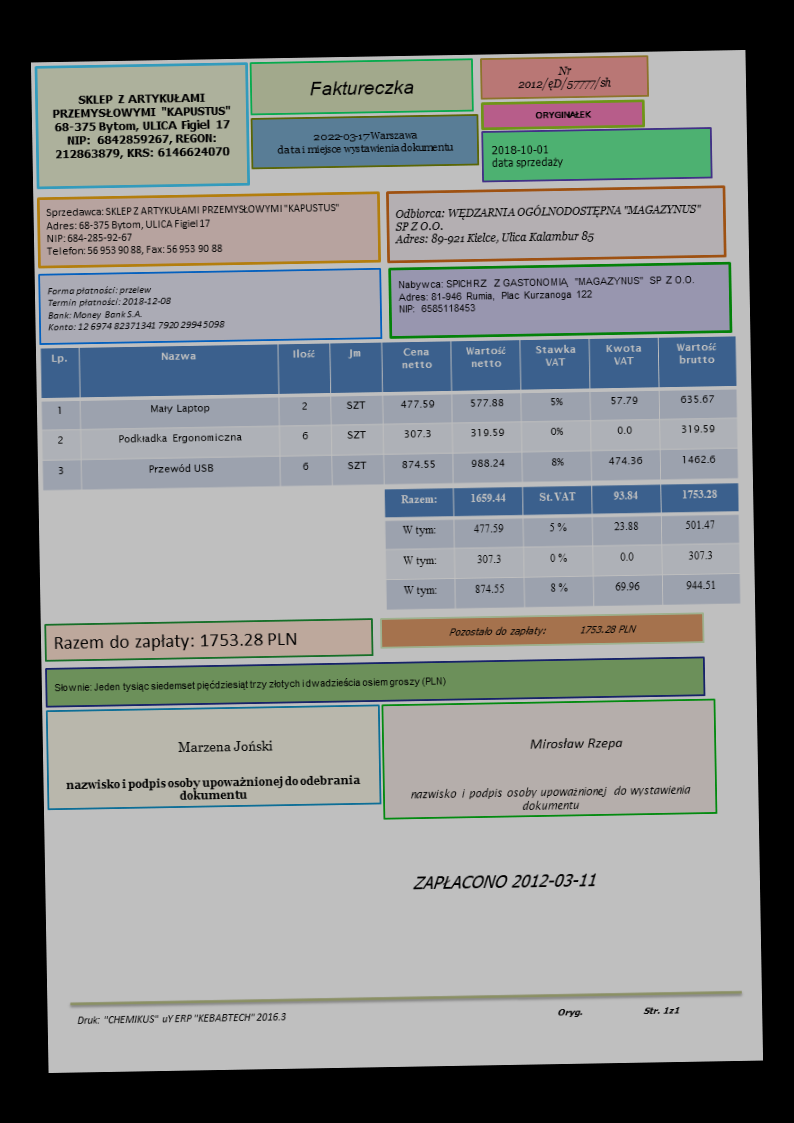 SKLEP Z ARTYKUŁAMI
PRZEMYSŁOWYMI "KAPUSTUS"
68-375 Bytom, ULICA Figiel 17
NIP: 6842859267, REGON:
212863879, KRS: 6146624070
Faktureczka
2022-03-17 Warszawa
data i miejsce wystawienia dokumentu
Nr
2012/ęD/57777/sh
ORYGINAŁEK
2018-10-01
data sprzedaży
Sprzedawca: SKLEP Z ARTYKUŁAMI PRZEMYSŁOWYMI "KAPUSTUS"
Adres: 68-375 Bytom, ULICA Figiel 17
NIP: 684-285-92-67
Telefon: 56 953 90 88, Fax: 56 953 90 88
Odbiorca: WĘDZARNIA OGÓLNODOSTĘPNA "MAGAZYNUS"
SP Z O.O.
Adres: 89-921 Kielce, Ulica Kalambur 85
Forma płatności: przelew
Termin płatności: 2018-12-08
Bank: Money Bank S.A.
Konto: 12 6974 8237 1341 7920 2994 5098
Nabywca: SPICHRZ Z GASTONOMIĄ, "MAGAZYNUS" SP Z O.O.
Adres: 81-946 Rumia, Plac Kurzanoga 122
NIP: 6585118453
Lp. Nazwa Ilość Jm Cena netto Wartość netto Stawka VAT Kwota VAT Wartość brutto
1 Mały Laptop 2 SZT 477.59 577.88 5% 57.79 635.67
2 Podkładka Ergonomiczna 6 SZT 307.3 319.59 0% 0.0 319.59
3 Przewód USB 6 SZT 874.55 988.24 8% 474.36 1462.6
Razem: 1659.44 St.VAT 93.84 1753.28
W tym: 477.59 5 % 23.88 501.47
W tym: 307.3 0 % 0.0 307.3
W tym: 874.55 8 % 69.96 944.51
Razem do zapłaty: 1753.28 PLN
Pozostało do zapłaty: 1753.28 PLN
Słownie: Jeden tysiąc siedemset pięćdziesiąt trzy złotych i dwadzieścia osiem groszy (PLN)
Marzena Joński
nazwisko i podpis osoby upoważnionej do odebrania
dokumentu
Mirosław Rzepa
nazwisko i podpis osoby upoważnionej do wystawienia
dokumentu
ZAPŁACONO 2012-03-11
Druk: "CHEMIKUS" uY ERP "KEBABTECH" 2016.3
Oryg.
Str. 1z1